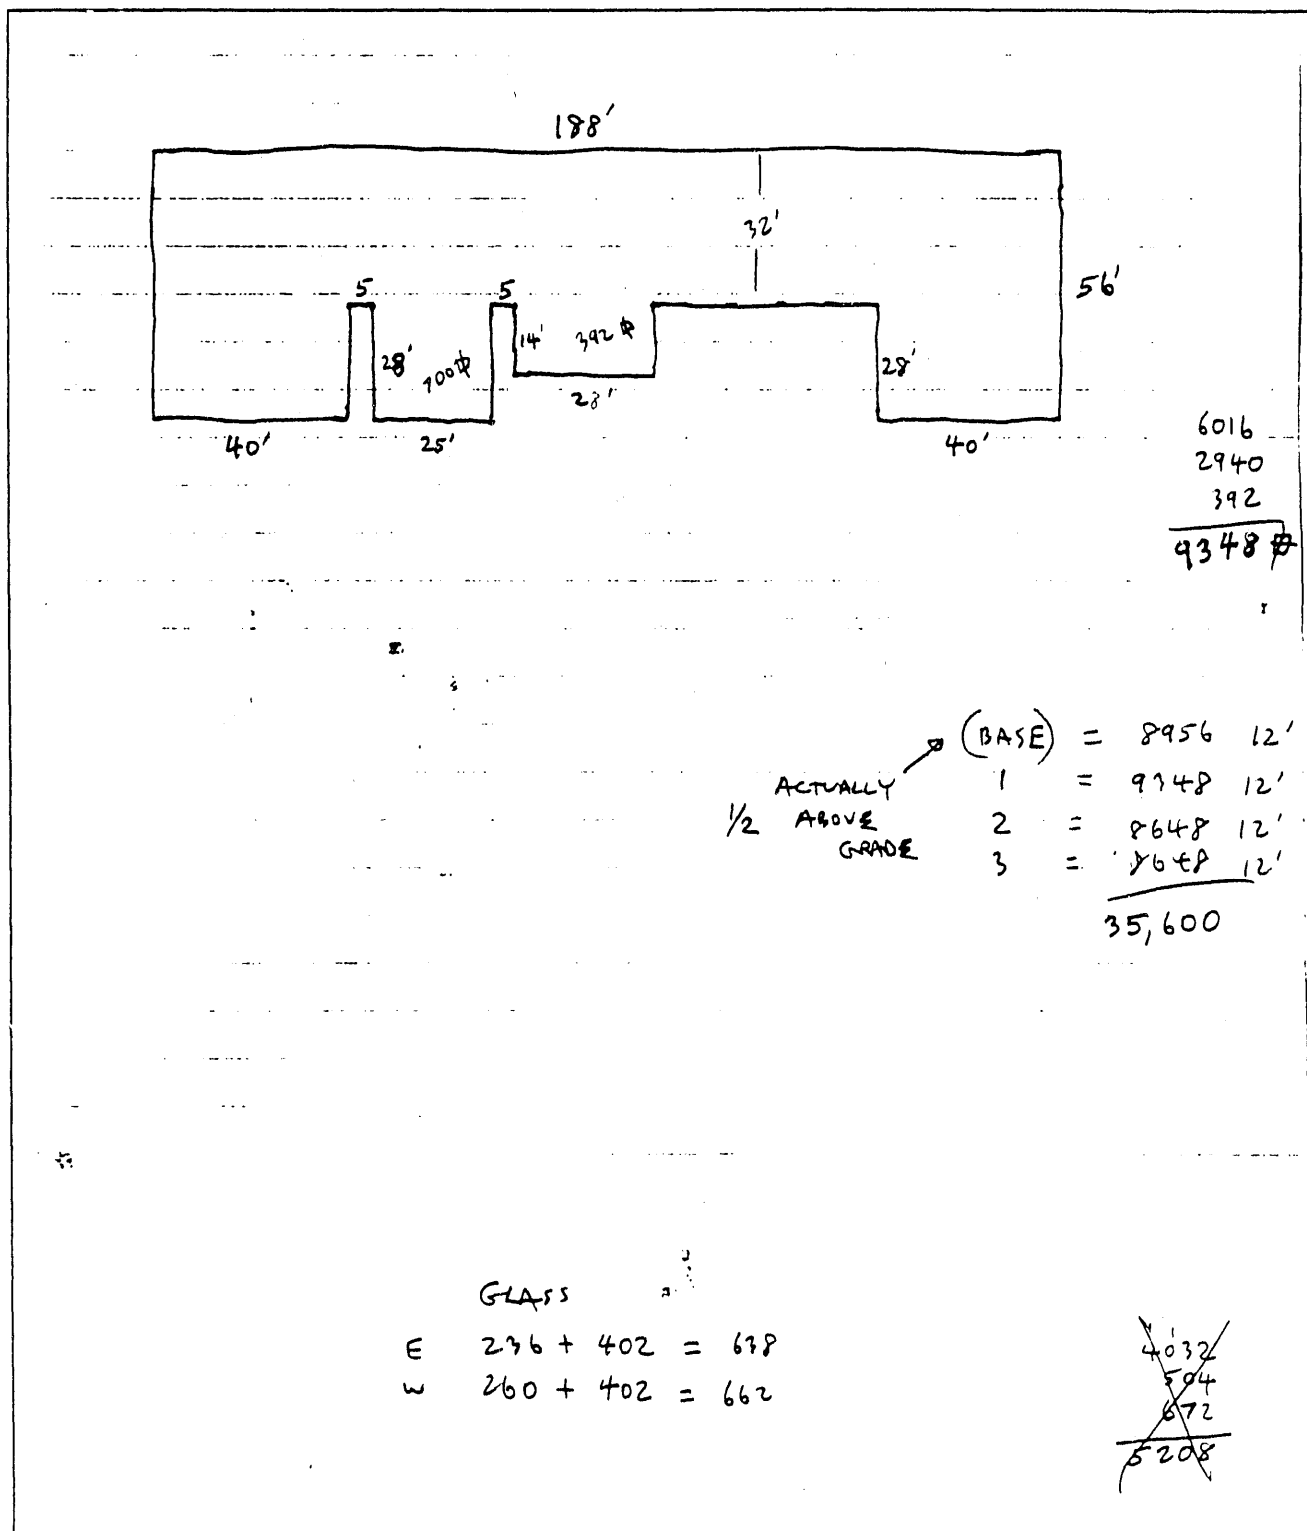 188'
32'
56'
5 5
28' 700 ⌽ 14' 392 ⌽ 28'
28'
40' 25' 40'
6016
2940
392
9348 ⌽
(BASE) = 8956 12'
ACTUALLY 1 = 9348 12'
1/2 ABOVE 2 = 8648 12'
GRADE 3 = 8648 12'
35,600
GLASS
E 236 + 402 = 638
W 260 + 402 = 662
4032
504
672
5208